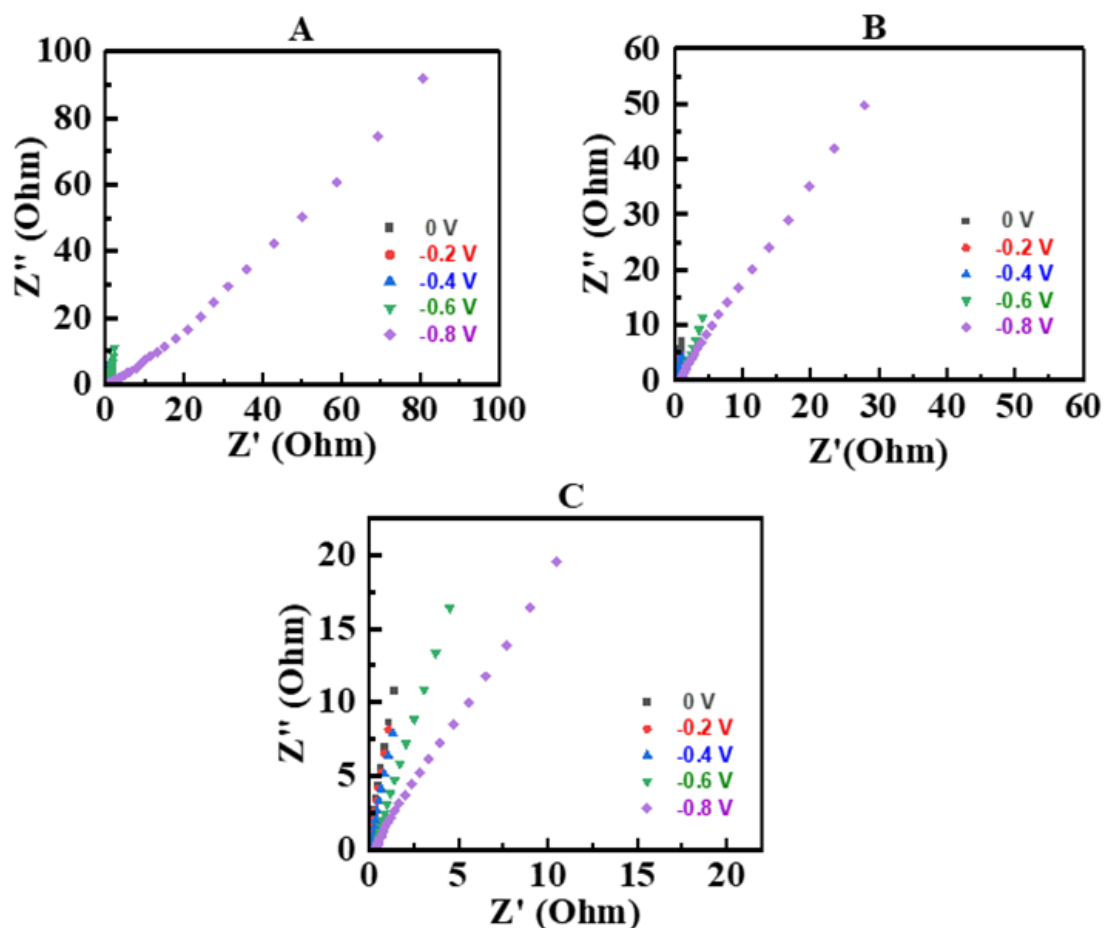 A
Z'' (Ohm)
100
80
60
40
20
0
0 V
-0.2 V
-0.4 V
-0.6 V
-0.8 V
0 20 40 60 80 100
Z' (Ohm)
B
Z'' (Ohm)
60
50
40
30
20
10
0
0 V
-0.2 V
-0.4 V
-0.6 V
-0.8 V
0 10 20 30 40 50 60
Z'(Ohm)
C
Z'' (Ohm)
20
15
10
5
0
0 V
-0.2 V
-0.4 V
-0.6 V
-0.8 V
0 5 10 15 20
Z' (Ohm)